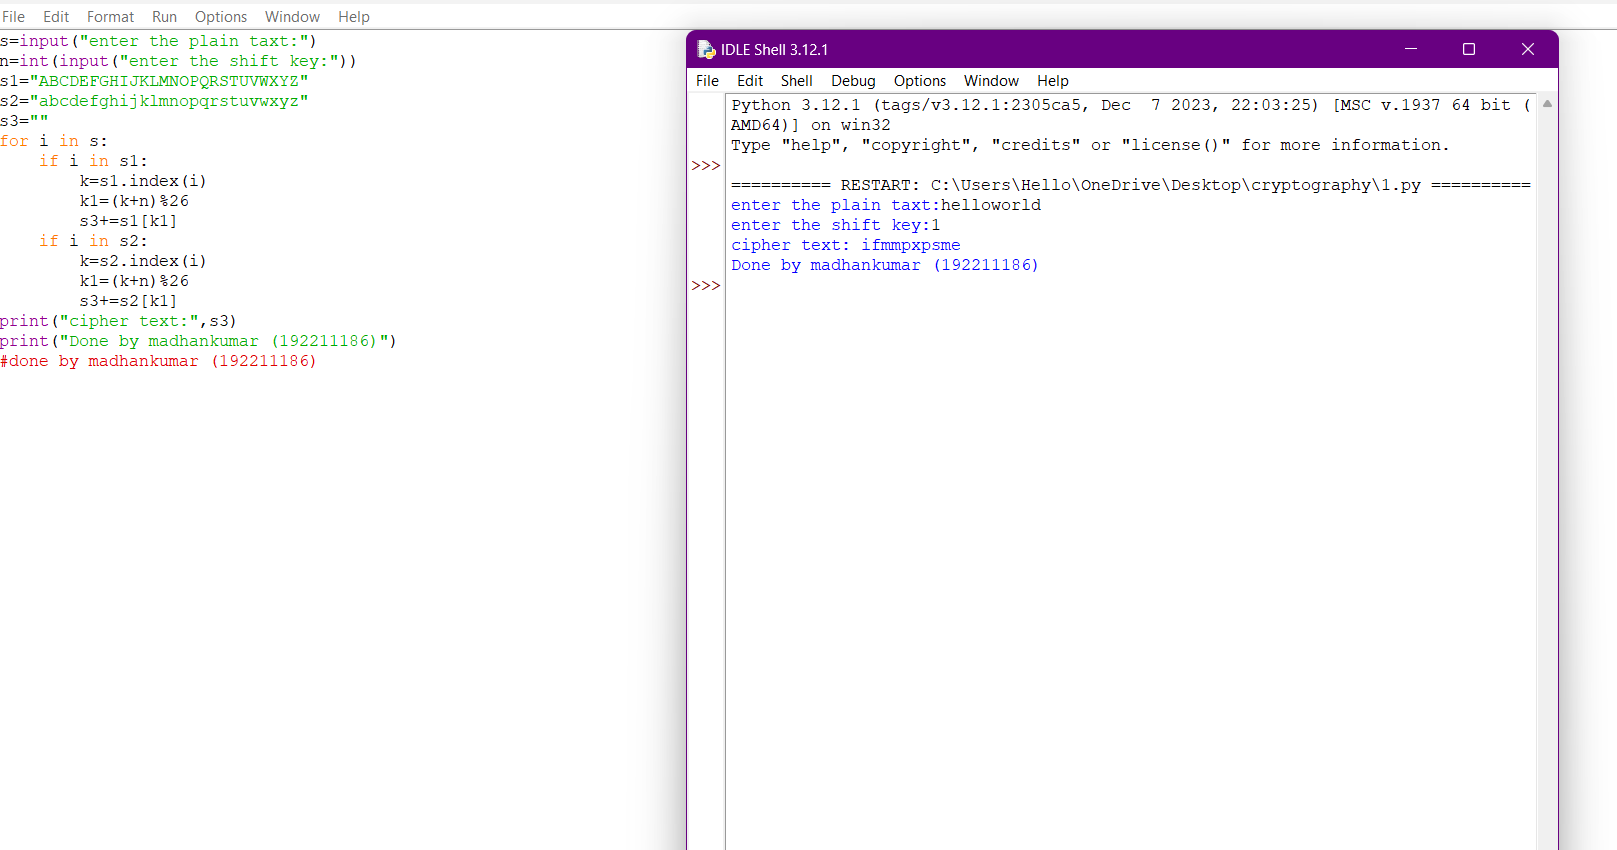 File Edit Format Run Options Window Help
s=input("enter the plain taxt:")
n=int(input("enter the shift key:"))
s1="ABCDEFGHIJKLMNOPQRSTUVWXYZ"
s2="abcdefghijklmnopqrstuvwxyz"
s3=""
for i in s:
    if i in s1:
        k=s1.index(i)
        k1=(k+n)%26
        s3+=s1[k1]
    if i in s2:
        k=s2.index(i)
        k1=(k+n)%26
        s3+=s2[k1]
print("cipher text:",s3)
print("Done by madhankumar (192211186)")
#done by madhankumar (192211186)
IDLE Shell 3.12.1
File Edit Shell Debug Options Window Help
Python 3.12.1 (tags/v3.12.1:2305ca5, Dec  7 2023, 22:03:25) [MSC v.1937 64 bit (
AMD64)] on win32
Type "help", "copyright", "credits" or "license()" for more information.
>>>
========== RESTART: C:\Users\Hello\OneDrive\Desktop\cryptography\1.py ==========
enter the plain taxt:helloworld
enter the shift key:1
cipher text: ifmmpxpsme
Done by madhankumar (192211186)
>>>